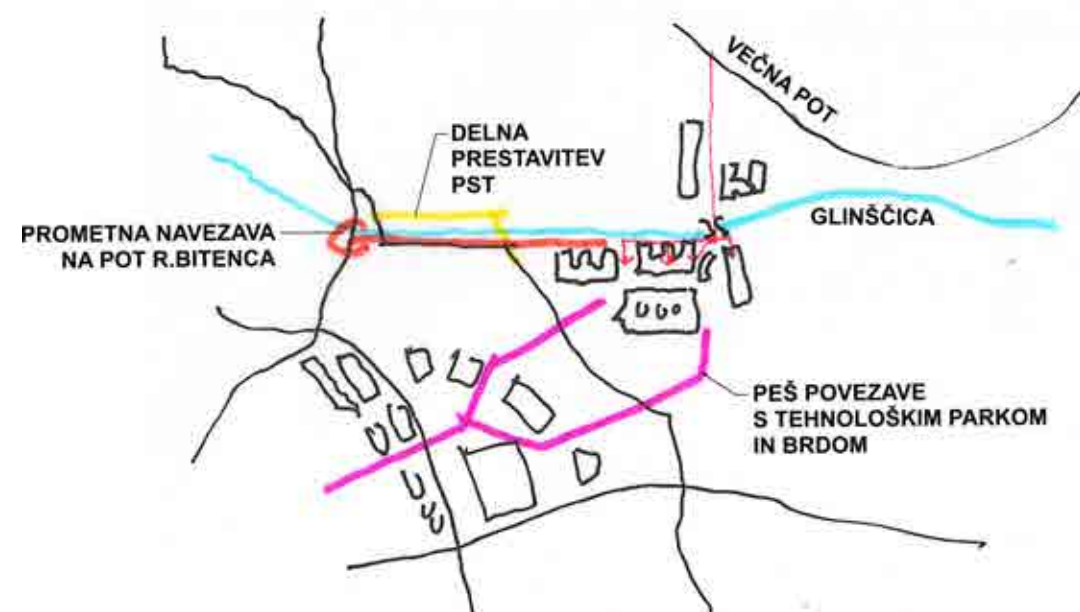 VEČNA POT
DELNA
PRESTAVITEV
PST
GLINŠČICA
PROMETNA NAVEZAVA
NA POT R.BITENCA
PEŠ POVEZAVE
S TEHNOLOŠKIM PARKOM
IN BRDOM